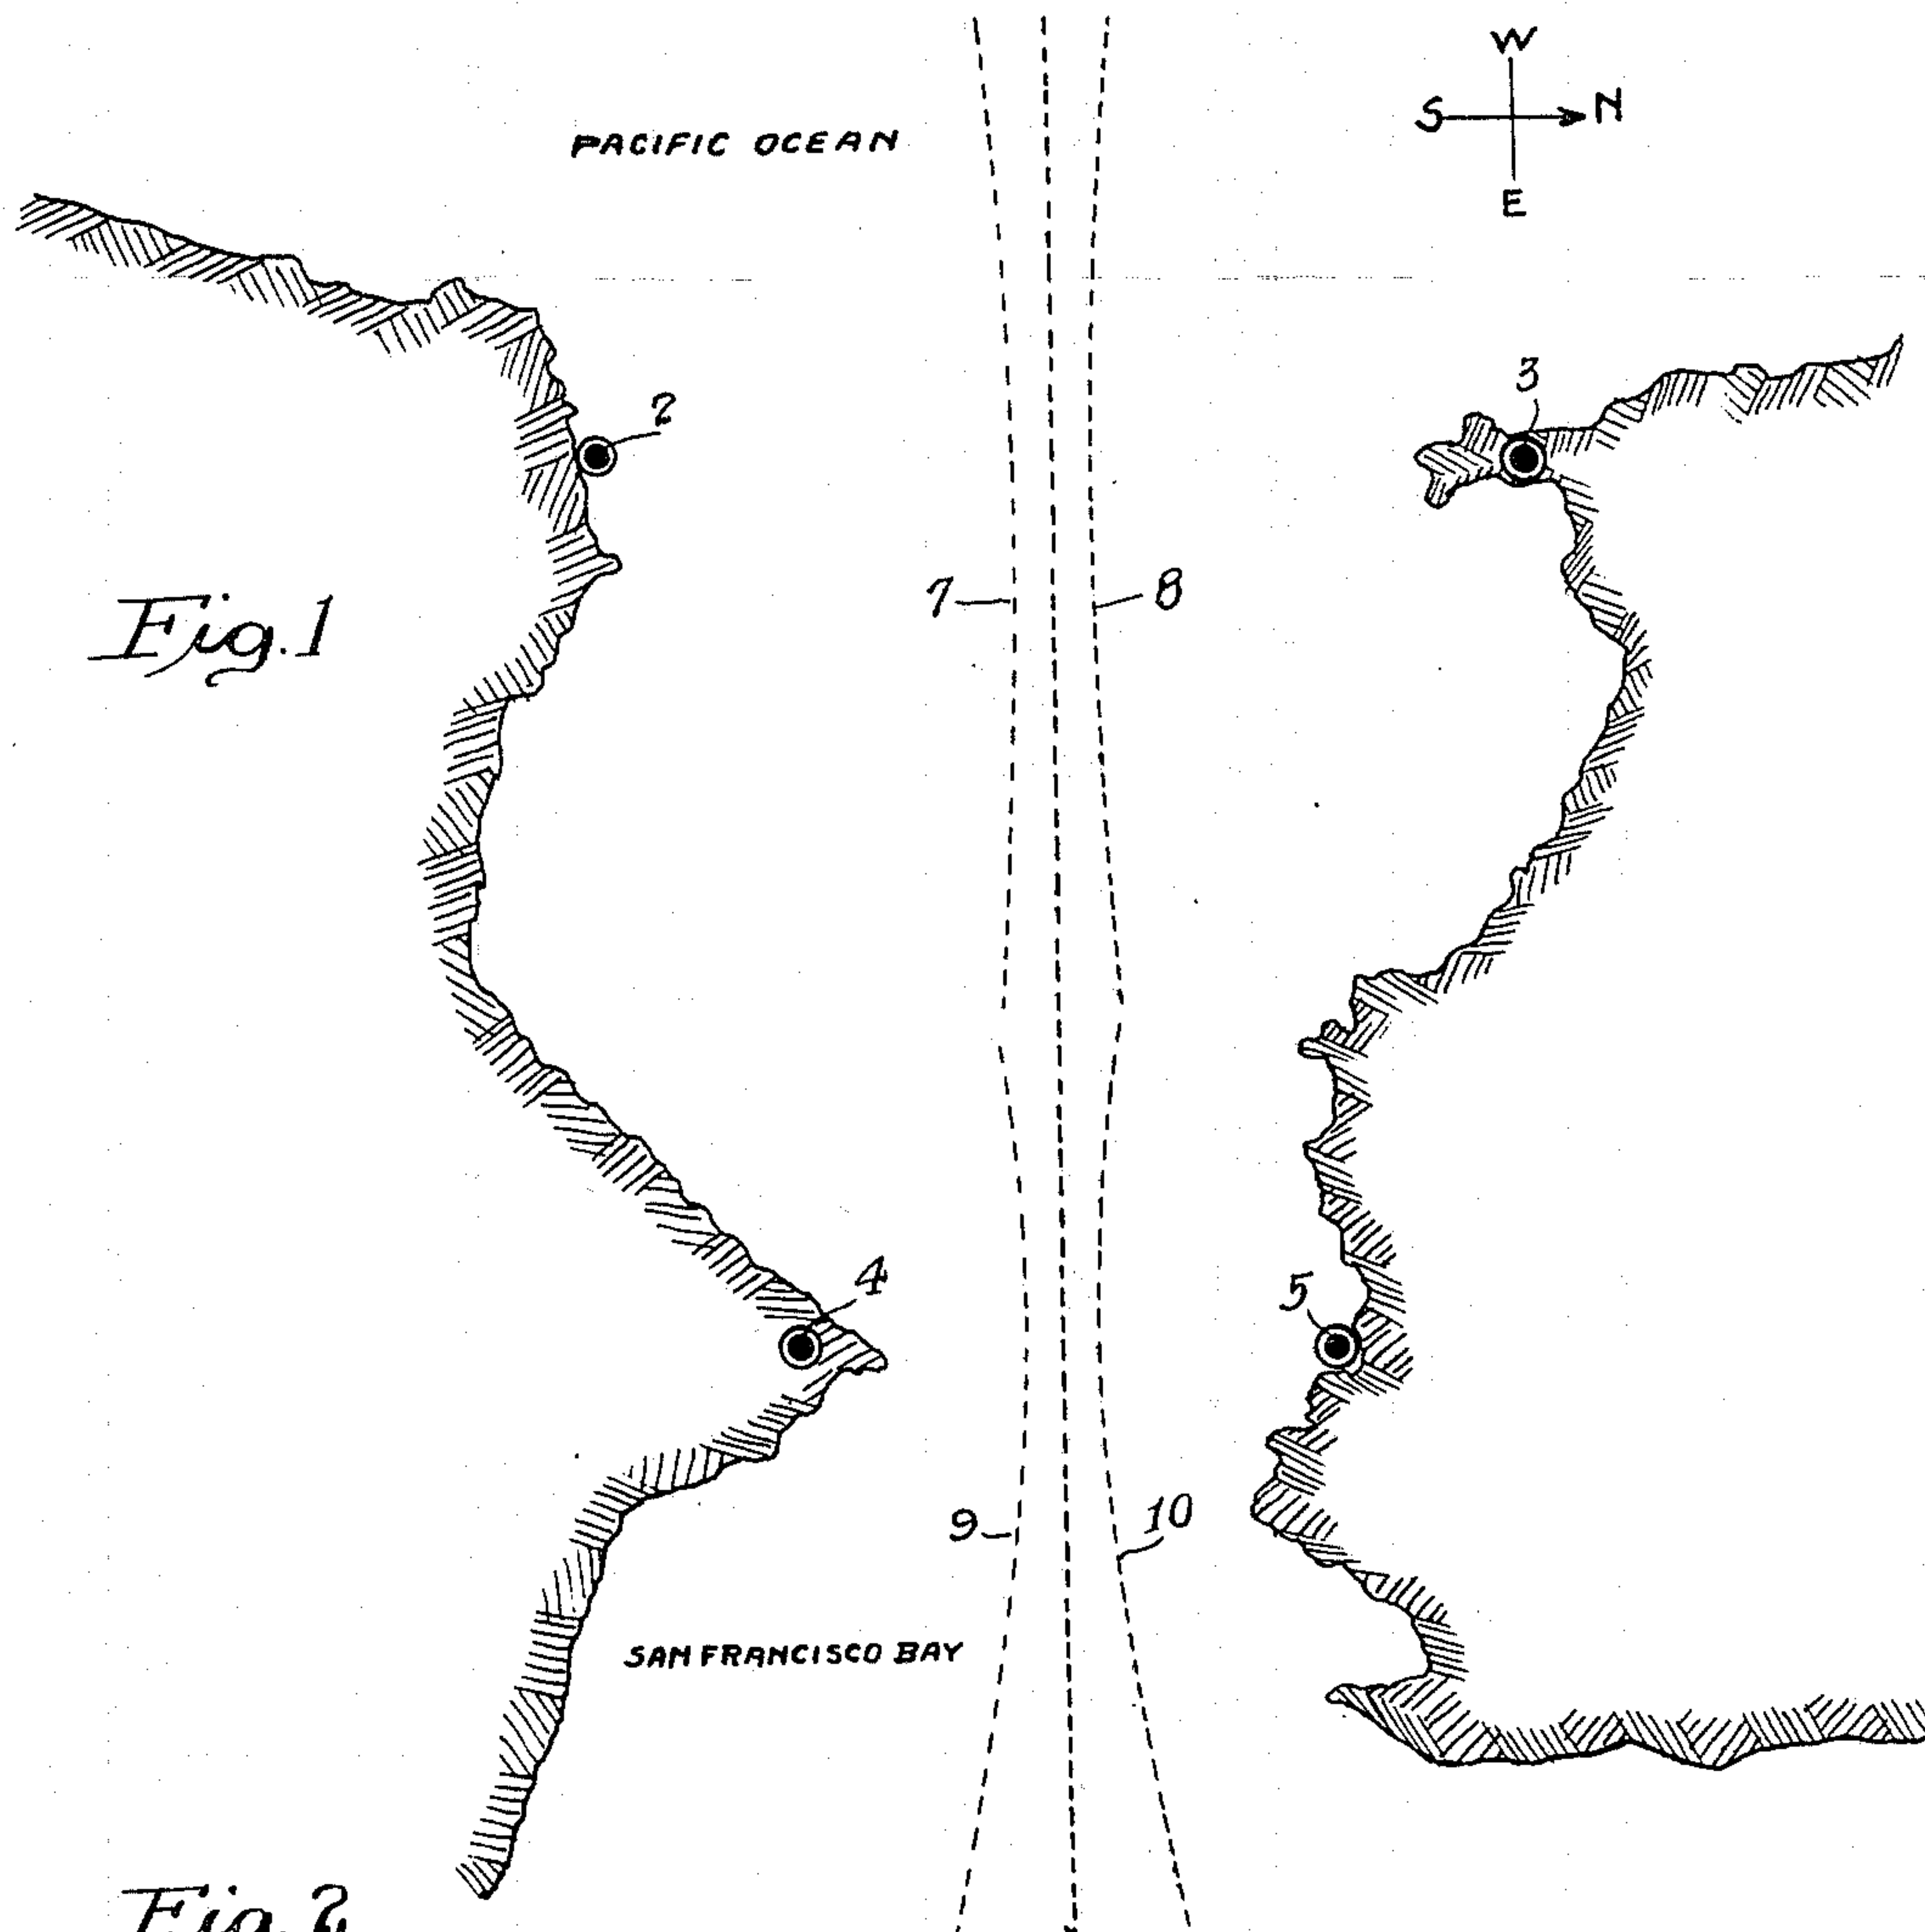 W
PACIFIC OCEAN
S N
E
3
2
7 8
Fig. 1
4
5
9 10
SAN FRANCISCO BAY
Fig. 2